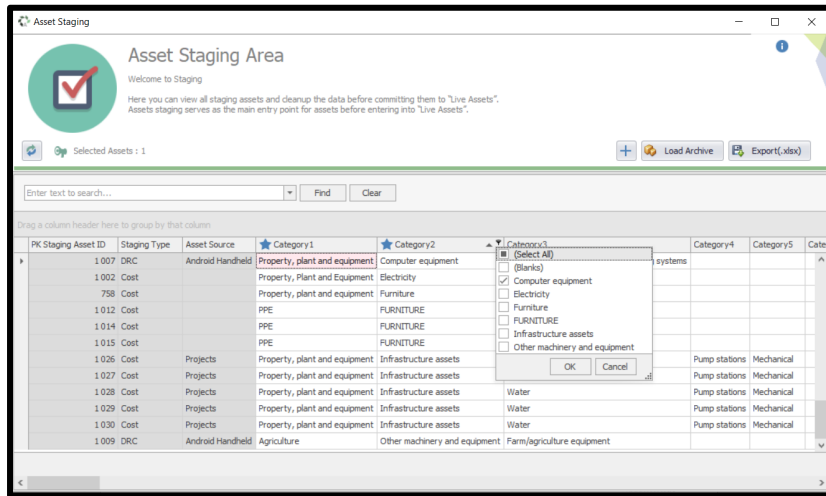 Asset Staging
Asset Staging Area
Welcome to Staging
Here you can view all staging assets and cleanup the data before committing them to "Live Assets".
Assets staging serves as the main entry point for assets before entering into "Live Assets".
Selected Assets : 1
Load Archive
Export(.xlsx)
Enter text to search...
Find
Clear
Drag a column header here to group by that column
PK Staging Asset ID Staging Type Asset Source Category1 Category2 Category3 Category4 Category5 Cate
1 007 DRC Android Handheld Property, plant and equipment Computer equipment systems
1 002 Cost Property, Plant and Equipment Electricity
758 Cost Property, plant and equipment Furniture
1 012 Cost PPE FURNITURE
1 014 Cost PPE FURNITURE
1 015 Cost PPE FURNITURE
1 026 Cost Projects Property, plant and equipment Infrastructure assets Pump stations Mechanical
1 027 Cost Projects Property, plant and equipment Infrastructure assets Pump stations Mechanical
1 028 Cost Projects Property, plant and equipment Infrastructure assets Water Pump stations Mechanical
1 029 Cost Projects Property, plant and equipment Infrastructure assets Water Pump stations Mechanical
1 030 Cost Projects Property, plant and equipment Infrastructure assets Water Pump stations Mechanical
1 009 DRC Android Handheld Agriculture Other machinery and equipment Farm/agriculture equipment
(Select All)
(Blanks)
Computer equipment
Electricity
Furniture
FURNITURE
Infrastructure assets
Other machinery and equipment
OK
Cancel